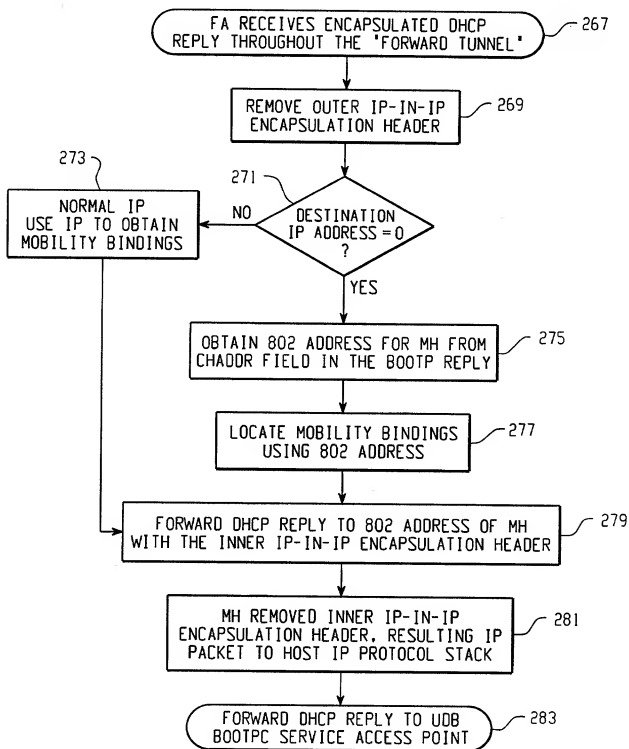 FA RECEIVES ENCAPSULATED DHCP
REPLY THROUGHOUT THE "FORWARD TUNNEL"
267
REMOVE OUTER IP-IN-IP
ENCAPSULATION HEADER
269
273
271
NORMAL IP
USE IP TO OBTAIN
MOBILITY BINDINGS
NO
DESTINATION
IP ADDRESS = 0
?
YES
OBTAIN 802 ADDRESS FOR MH FROM
CHADDR FIELD IN THE BOOTP REPLY
275
LOCATE MOBILITY BINDINGS
USING 802 ADDRESS
277
FORWARD DHCP REPLY TO 802 ADDRESS OF MH
WITH THE INNER IP-IN-IP ENCAPSULATION HEADER
279
MH REMOVED INNER IP-IN-IP
ENCAPSULATION HEADER, RESULTING IP
PACKET TO HOST IP PROTOCOL STACK
281
FORWARD DHCP REPLY TO UDB
BOOTPC SERVICE ACCESS POINT
283